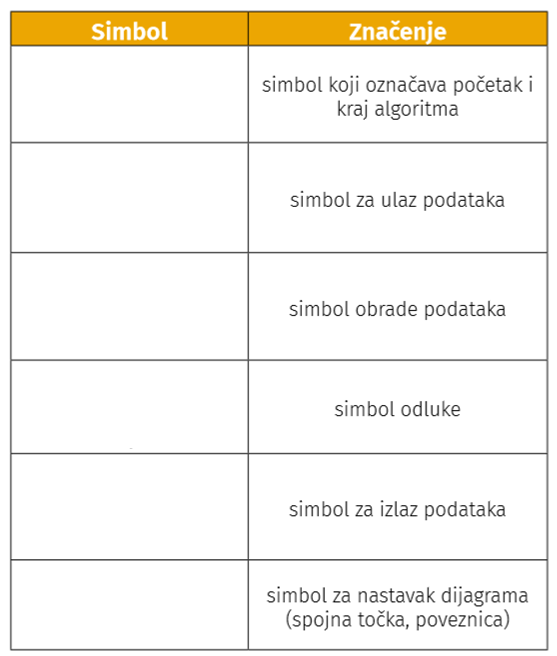 Simbol
Značenje
simbol koji označava početak i
kraj algoritma
simbol za ulaz podataka
simbol obrade podataka
simbol odluke
simbol za izlaz podataka
simbol za nastavak dijagrama
(spojna točka, poveznica)